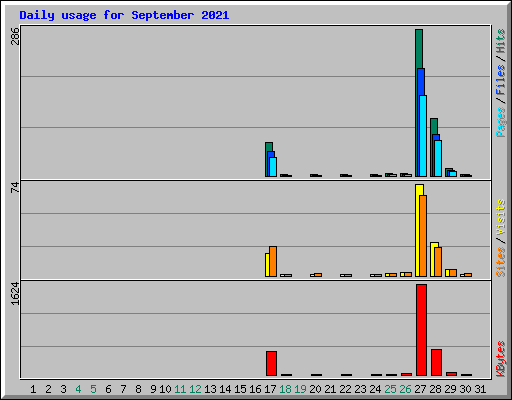 Daily usage for September 2021
286
74
1624
Pages / Files / Hits
Sites / Visits
KBytes
1 2 3 4 5 6 7 8 9 10 11 12 13 14 15 16 17 18 19 20 21 22 23 24 25 26 27 28 29 30 31